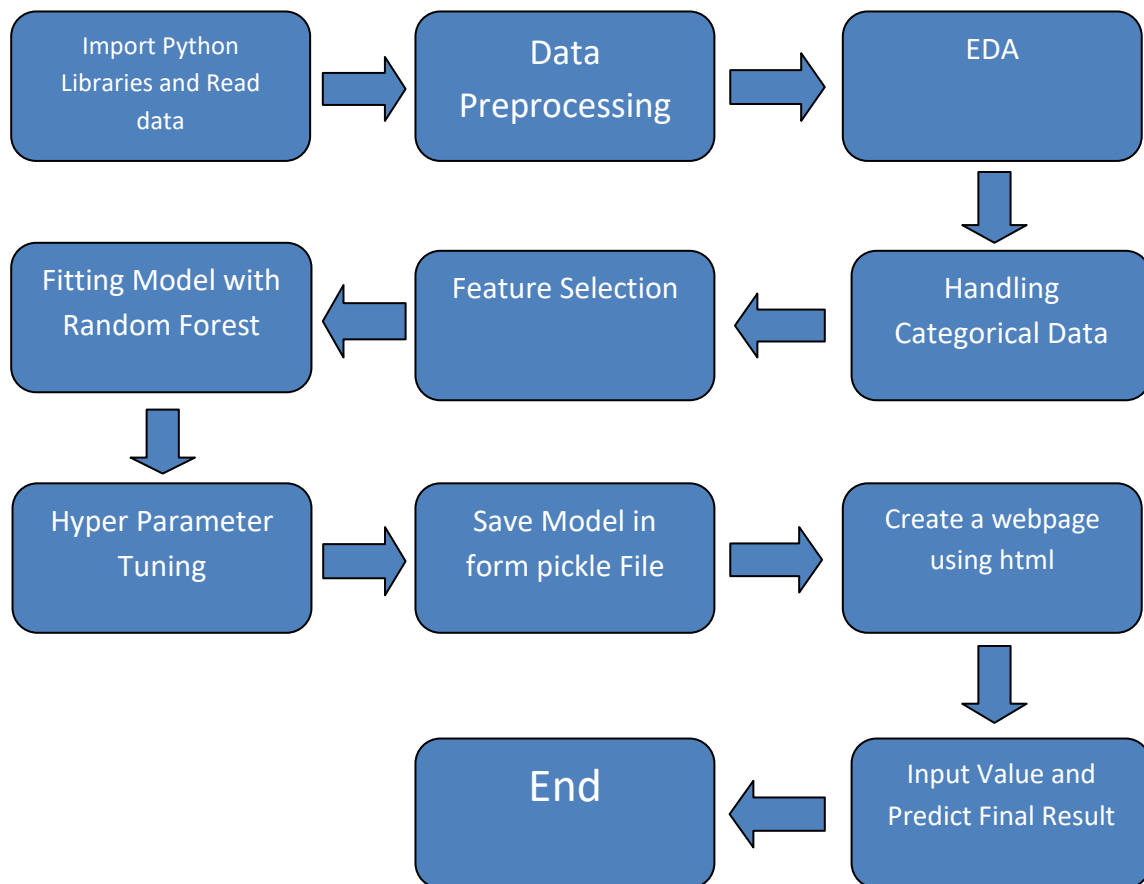 Import Python
Libraries and Read
data
Data
Preprocessing
EDA
Handling
Categorical Data
Feature Selection
Fitting Model with
Random Forest
Hyper Parameter
Tuning
Save Model in
form pickle File
Create a webpage
using html
Input Value and
Predict Final Result
End